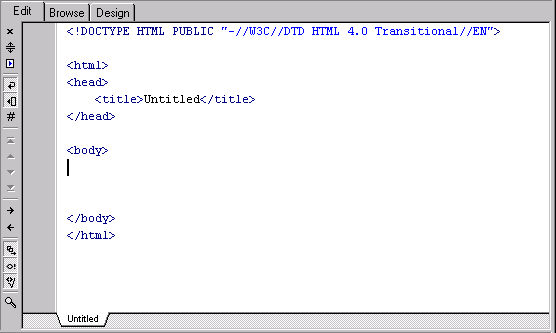 Edit Browse Design
<!DOCTYPE HTML PUBLIC "-//W3C//DTD HTML 4.0 Transitional//EN">
<html>
<head>
<title>Untitled</title>
</head>
<body>
</body>
</html>
Untitled